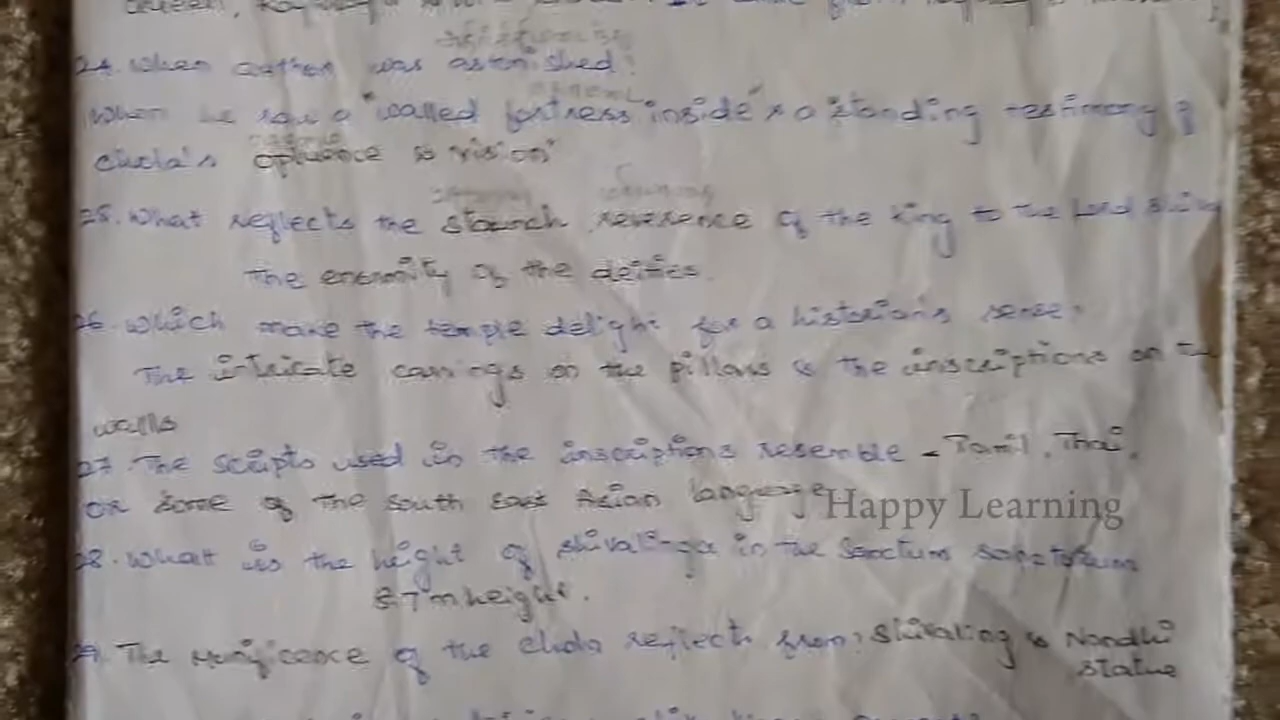 queen,
24. When author was astonished?
When he saw a "walled fortress inside" & a standing testimony of
Chola's opluence & vision"
25. What reflects the staunch reverence of the king to the Lord Shiva
The enormity of the deities.
26. Which make the temple delight for a historian's sense?
The intricate carvings on the pillars & the inscriptions on the
walls
27. The scripts used in the inscriptions resemble - Tamil, Thai,
or some of the South East Asian language
Happy Learning
28. What is the height of shivalinga in the Sanctum sanctorum
8.7m height.
29. The Munificence of the Chola reflect from: Shivaling & Nandhi
statue